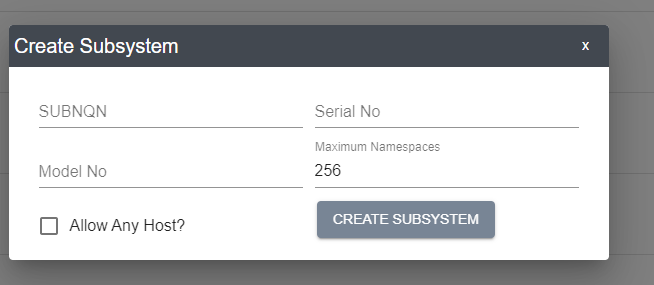 Create Subsystem
x
SUBNQN
Serial No
Model No
Maximum Namespaces
256
Allow Any Host?
CREATE SUBSYSTEM